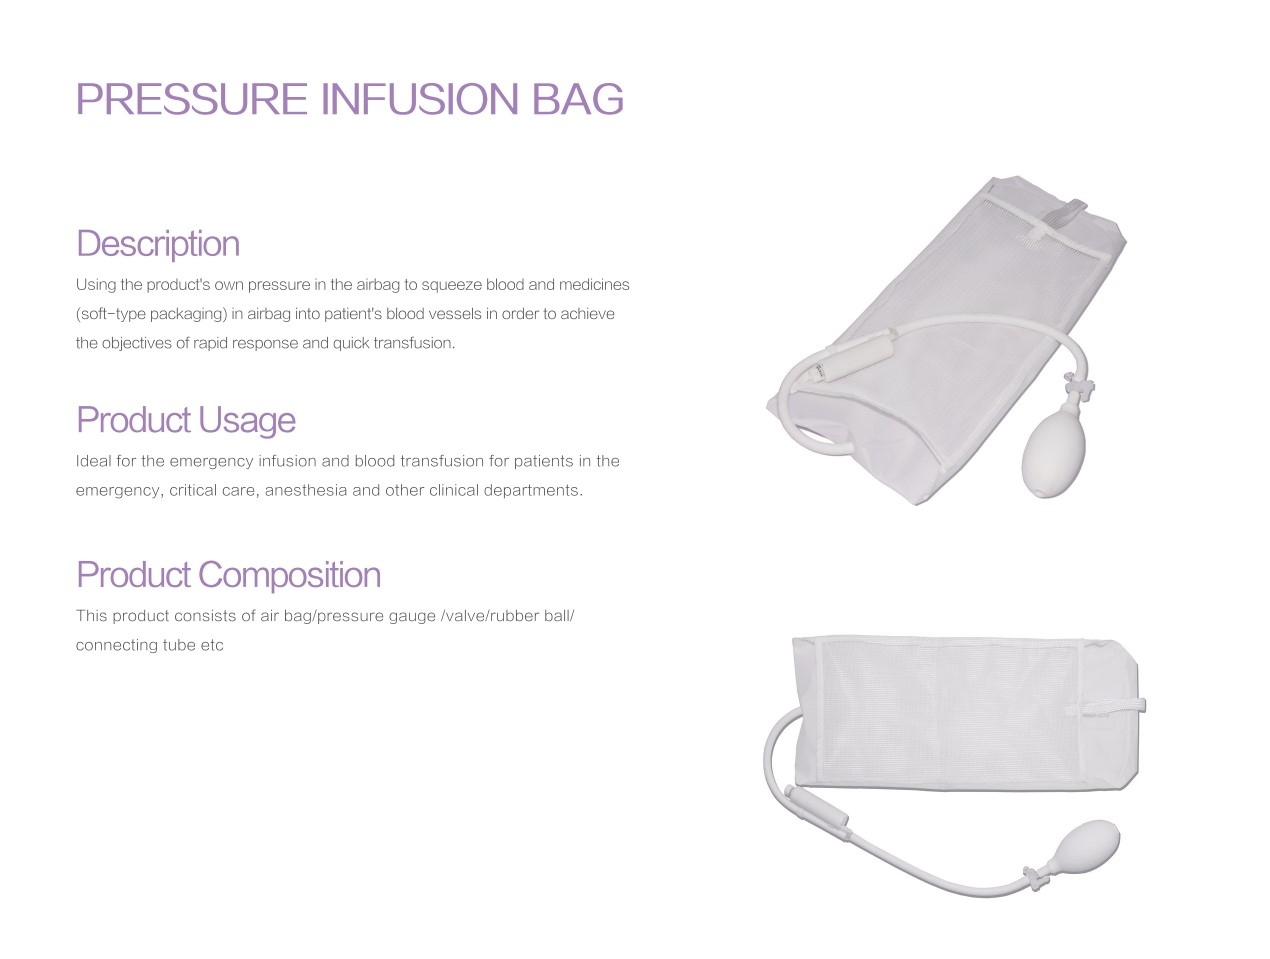 PRESSURE INFUSION BAG
Description
Using the product's own pressure in the airbag to squeeze blood and medicines
(soft-type packaging) in airbag into patient's blood vessels in order to achieve
the objectives of rapid response and quick transfusion.
Product Usage
Ideal for the emergency infusion and blood transfusion for patients in the
emergency, critical care, anesthesia and other clinical departments.
Product Composition
This product consists of air bag/pressure gauge /valve/rubber ball/
connecting tube etc